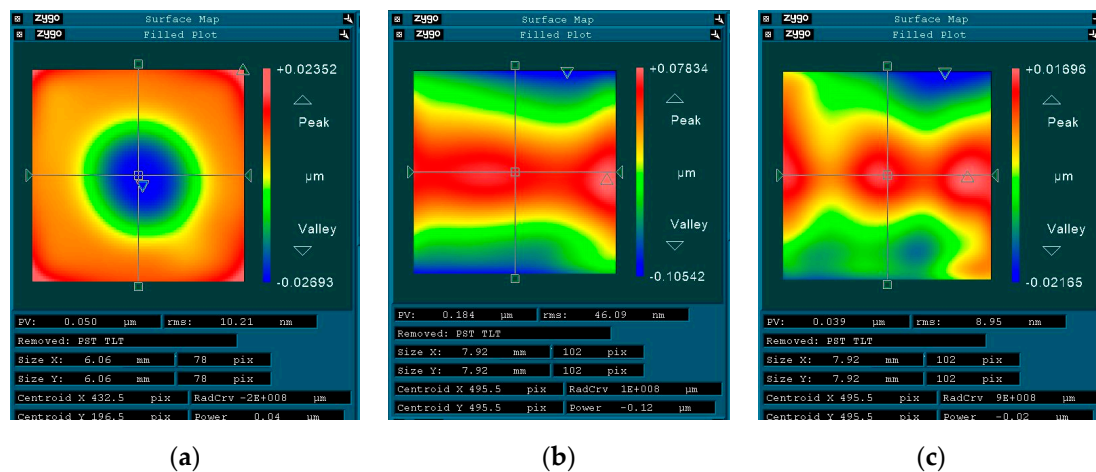 zygo Surface Map
zygo Filled Plot
+0.02352
Peak
µm
Valley
-0.02693
PV: 0.050 µm rms: 10.21 nm
Removed: PST TLT
Size X: 6.06 mm 78 pix
Size Y: 6.06 mm 78 pix
Centroid X 432.5 pix RadCrv -2E+008 µm
Centroid Y 196.5 pix Power 0.04 µm
(a)
zygo Surface Map
zygo Filled Plot
+0.07834
Peak
µm
Valley
-0.10542
PV: 0.184 µm rms: 46.09 nm
Removed: PST TLT
Size X: 7.92 mm 102 pix
Size Y: 7.92 mm 102 pix
Centroid X 495.5 pix RadCrv 1E+008 µm
Centroid Y 495.5 pix Power -0.12 µm
(b)
zygo Surface Map
zygo Filled Plot
+0.01696
Peak
µm
Valley
-0.02165
PV: 0.039 µm rms: 8.95 nm
Removed: PST TLT
Size X: 7.92 mm 102 pix
Size Y: 7.92 mm 102 pix
Centroid X 495.5 pix RadCrv 9E+008 µm
Centroid Y 495.5 pix Power -0.02 µm
(c)